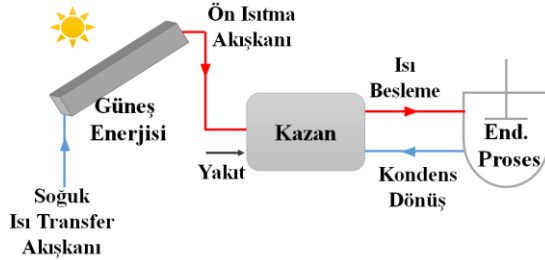 Ön Isıtma
Akışkanı
Güneş
Enerjisi
Isı
Besleme
Kazan
End.
Proses
Yakıt
Kondens
Dönüş
Soğuk
Isı Transfer
Akışkanı